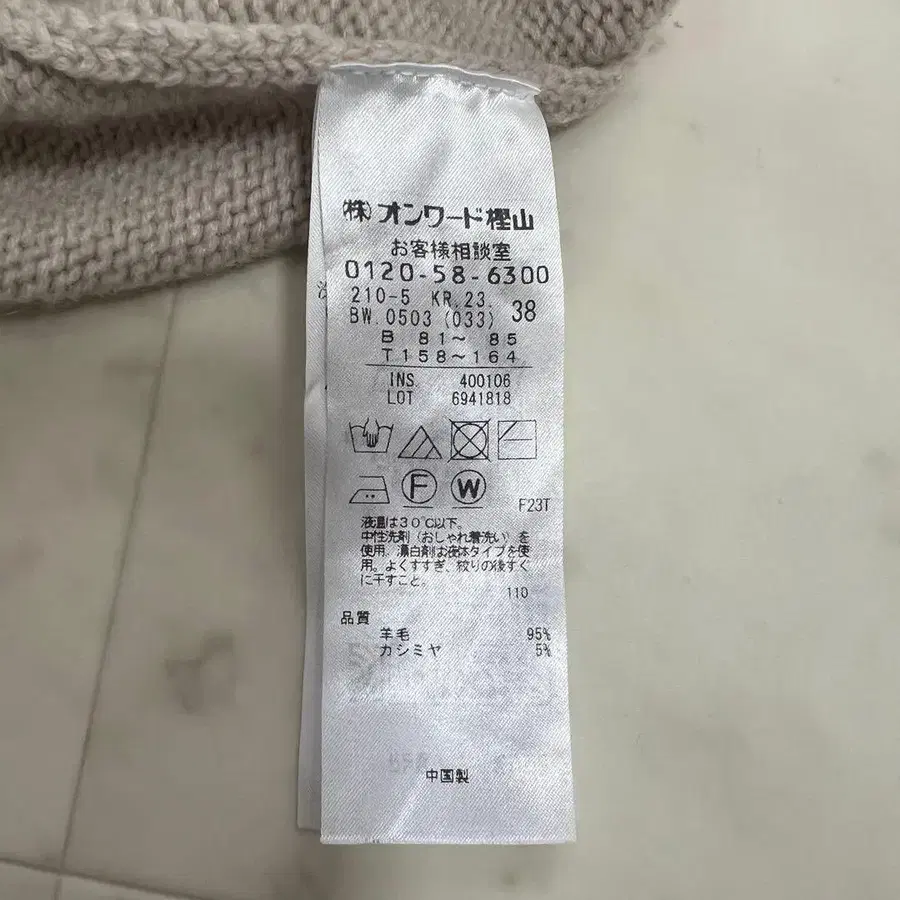 (株)オンワード樫山
お客様相談室
0120-58-6300
210-5 KR.23.
BW.0503 (033) 38
B 81〜 85
T158〜164
INS. 400106
LOT 6941818
F
W
F23T
液温は30℃以下。
中性洗剤(おしゃれ着洗い)を
使用。漂白剤は液体タイプを使
用。よくすすぎ、絞りの後すぐ
に干すこと。
110
品質
羊毛 95%
カシミヤ 5%
中国製